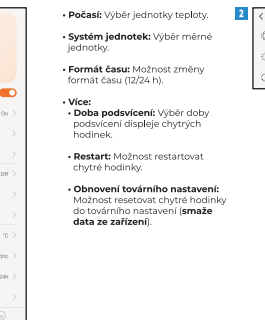 • Počasí: Výběr jednotky teploty.
• Systém jednotek: Výběr měrné
jednotky.
• Formát času: Možnost změny
formát času (12/24 h).
• Více:
• Doba podsvícení: Výběr doby
podsvícení displeje chytrých
hodinek.
• Restart: Možnost restartovat
chytré hodinky.
• Obnovení továrního nastavení:
Možnost resetovat chytré hodinky
do továrního nastavení (smaže
data ze zařízení).
On >
Off >
°C >
24h >
2